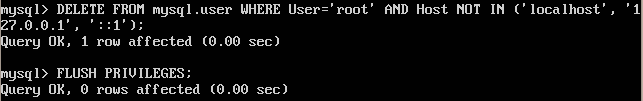 mysql> DELETE FROM mysql.user WHERE User='root' AND Host NOT IN ('localhost', '1
27.0.0.1', '::1');
Query OK, 1 row affected (0.00 sec)
mysql> FLUSH PRIVILEGES;
Query OK, 0 rows affected (0.00 sec)